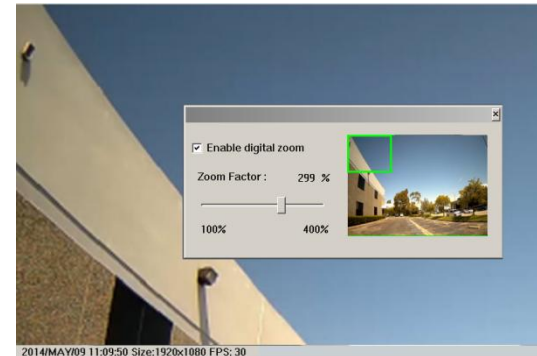 Enable digital zoom
Zoom Factor : 299 %
100% 400%
2014/MAY/09 11:09:50 Size:1920x1080 FPS: 30